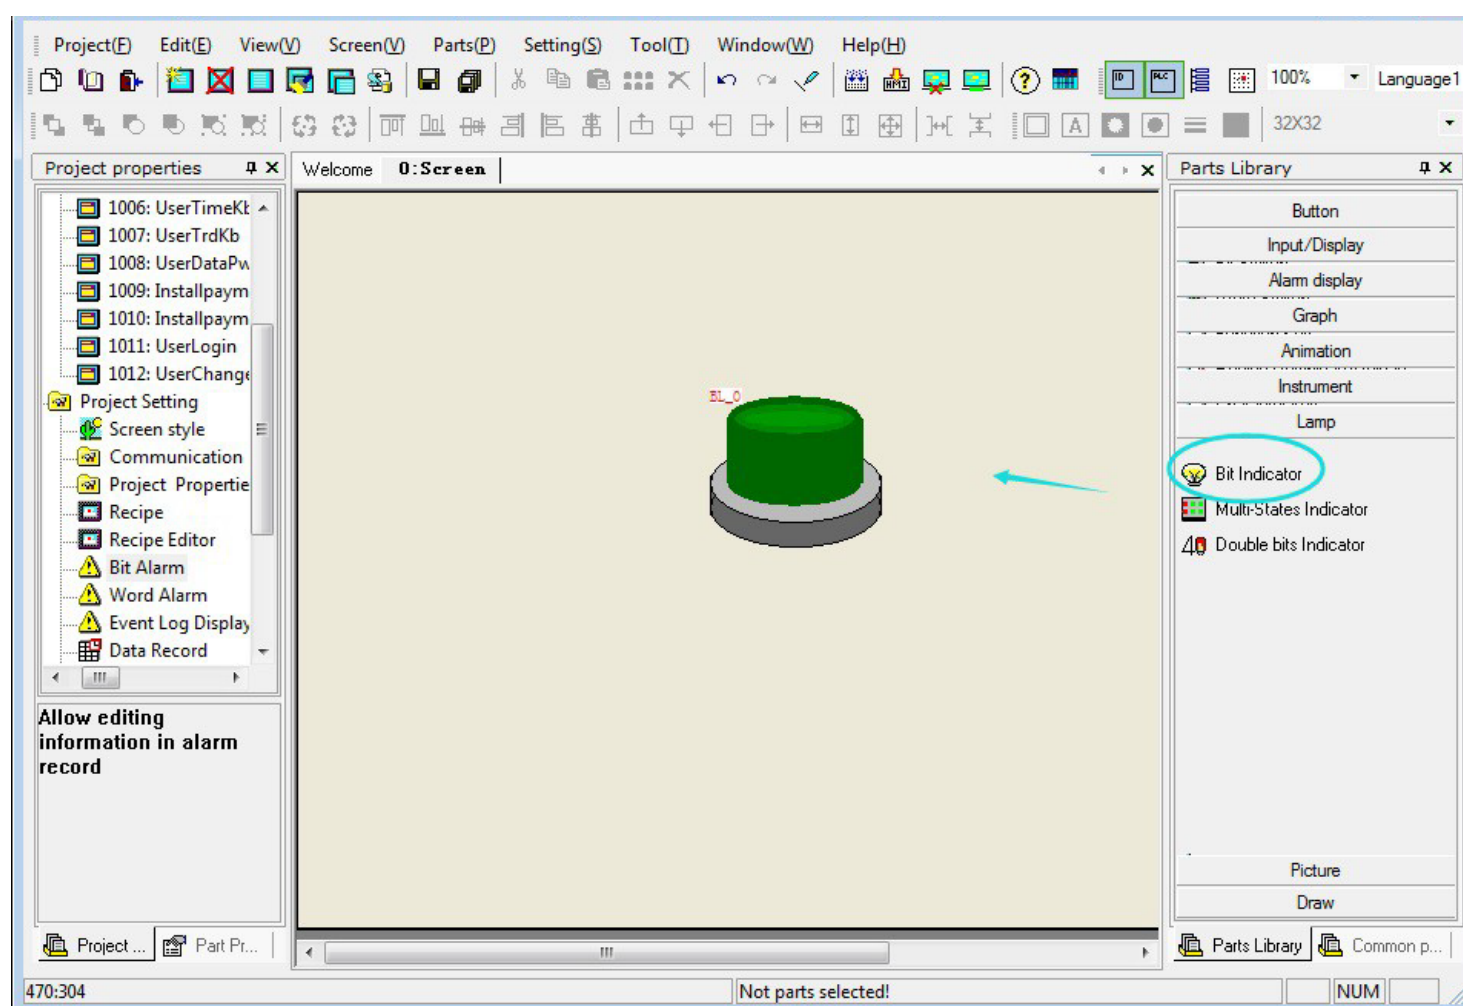 Project(F) Edit(E) View(V) Screen(V) Parts(P) Setting(S) Tool(T) Window(W) Help(H)
ID PLC 100% Language1
A 32X32
Project properties
1006: UserTimeKb
1007: UserTrdKb
1008: UserDataPw
1009: Installpaym
1010: Installpaym
1011: UserLogin
1012: UserChange
Project Setting
Screen style
Communication
Project Propertie
Recipe
Recipe Editor
Bit Alarm
Word Alarm
Event Log Display
Data Record
Allow editing
information in alarm
record
Project ... Part Pr...
Welcome 0:Screen
BL_0
Parts Library
Button
Input/Display
Alarm display
Graph
Animation
Instrument
Lamp
Bit Indicator
Multi-States Indicator
Double bits Indicator
Picture
Draw
Parts Library Common p...
470:304 Not parts selected! NUM